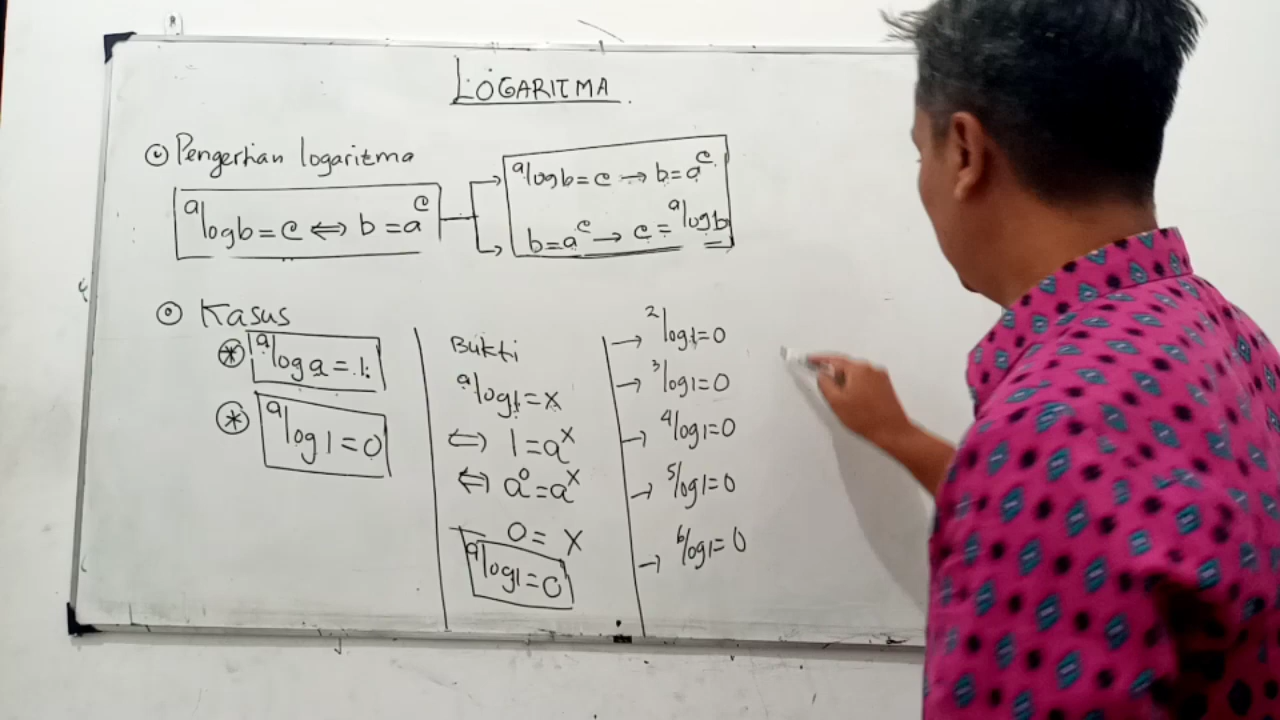 LOGARITMA
Pengertian logaritma
ᵃlog b = c ⇔ b = aᶜ
ᵃlog b = c → b = aᶜ
b = aᶜ → c = ᵃlog b
Kasus
ᵃlog a = 1
ᵃlog 1 = 0
Bukti
ᵃlog 1 = x
⇔ 1 = aˣ
⇔ a⁰ = aˣ
0 = x
ᵃlog 1 = 0
→ ²log 1 = 0
→ ³log 1 = 0
→ ⁴log 1 = 0
→ ⁵log 1 = 0
→ ⁶log 1 = 0